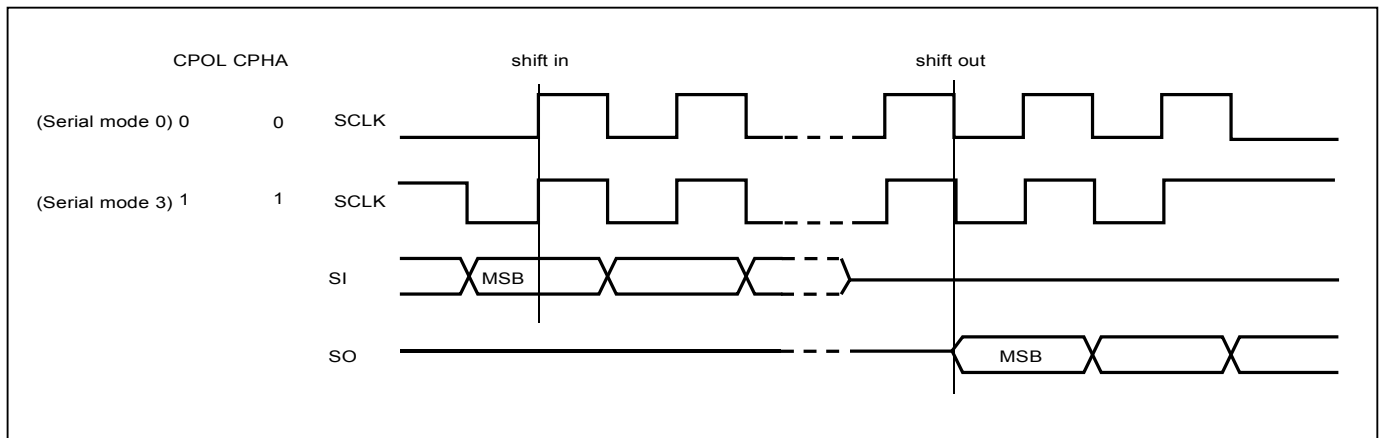 CPOL CPHA shift in shift out
(Serial mode 0) 0 0 SCLK
(Serial mode 3) 1 1 SCLK
SI MSB
SO MSB